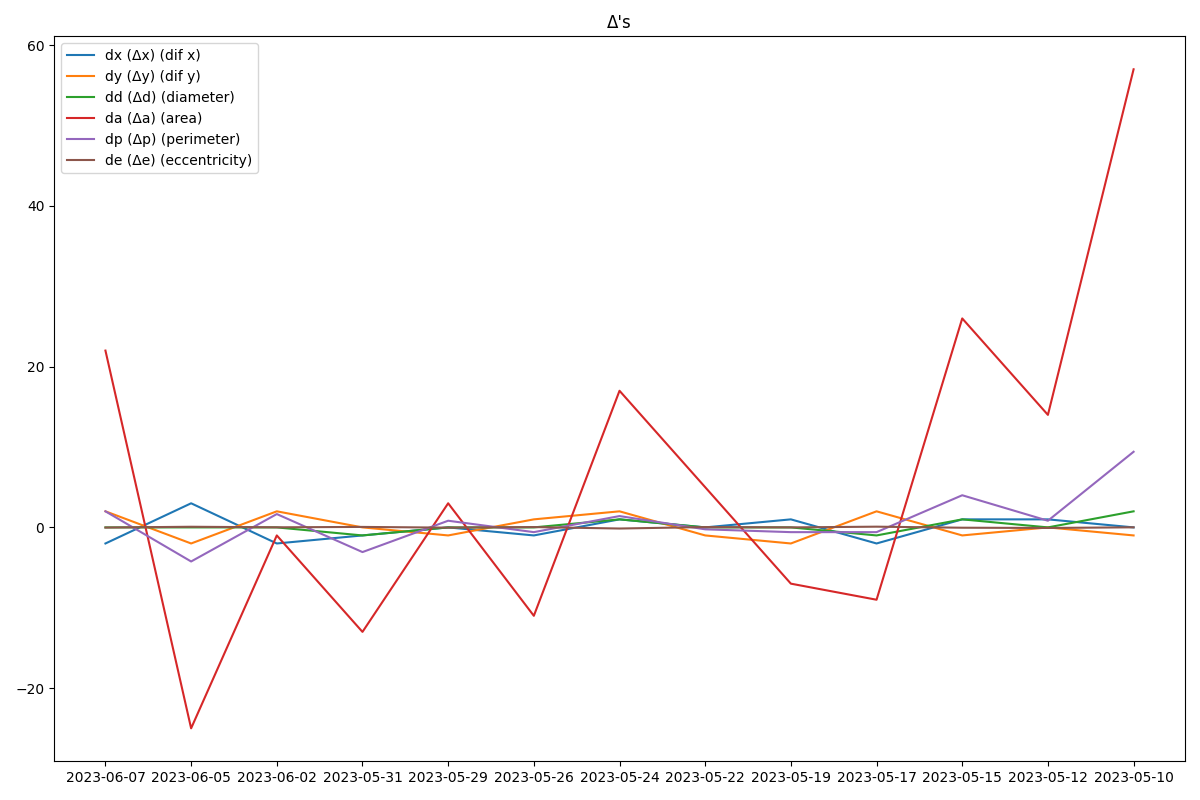 Δ's
dx (Δx) (dif x)
dy (Δy) (dif y)
dd (Δd) (diameter)
da (Δa) (area)
dp (Δp) (perimeter)
de (Δe) (eccentricity)
60
40
20
0
−20
2023-06-07 2023-06-05 2023-06-02 2023-05-31 2023-05-29 2023-05-26 2023-05-24 2023-05-22 2023-05-19 2023-05-17 2023-05-15 2023-05-12 2023-05-10